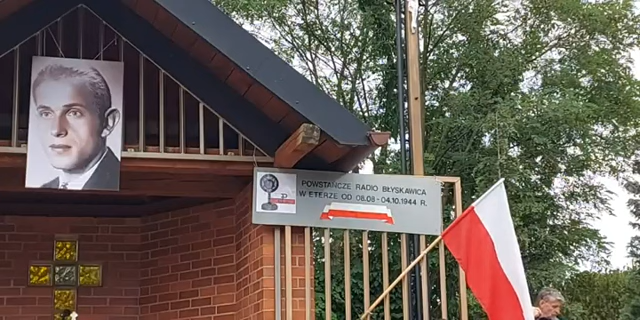 POWSTAŃCZE RADIO BŁYSKAWICA
W ETERZE OD 08.08 - 04.10.1944 R.